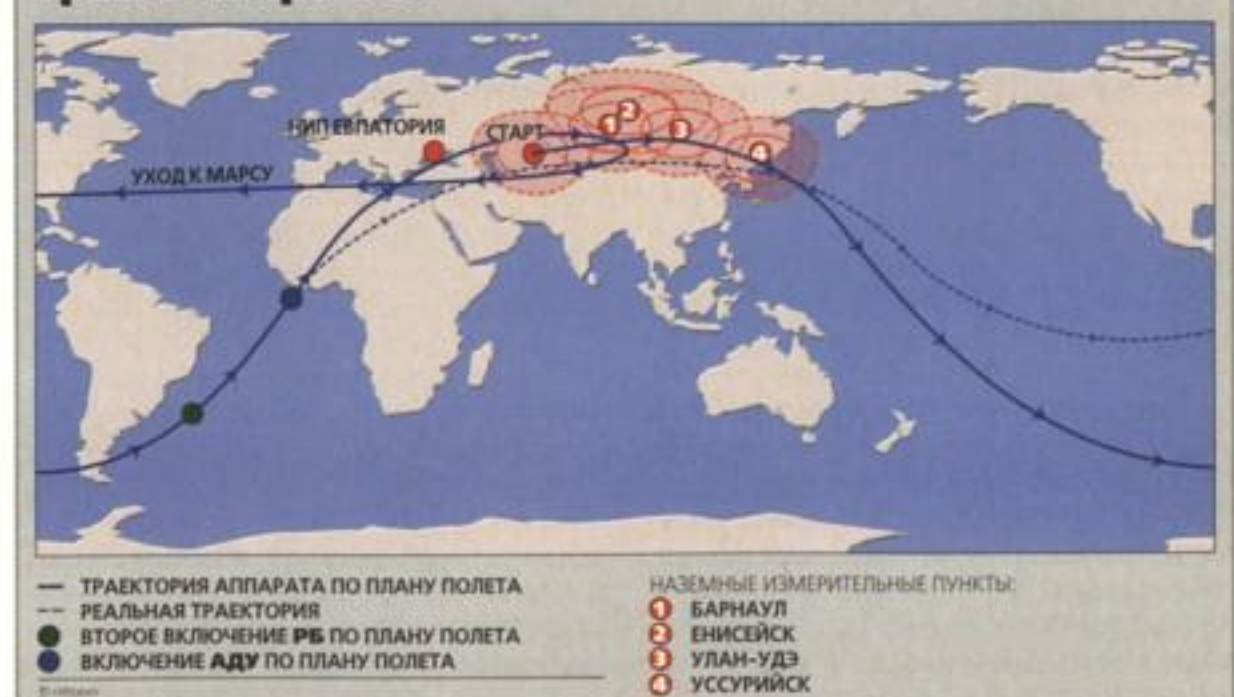 НИП ЕВПАТОРИЯ
СТАРТ
УХОД К МАРСУ
1
2
3
4
— ТРАЕКТОРИЯ АППАРАТА ПО ПЛАНУ ПОЛЕТА
-- РЕАЛЬНАЯ ТРАЕКТОРИЯ
ВТОРОЕ ВКЛЮЧЕНИЕ РБ ПО ПЛАНУ ПОЛЕТА
ВКЛЮЧЕНИЕ АДУ ПО ПЛАНУ ПОЛЕТА
НАЗЕМНЫЕ ИЗМЕРИТЕЛЬНЫЕ ПУНКТЫ:
1 БАРНАУЛ
2 ЕНИСЕЙСК
3 УЛАН-УДЭ
4 УССУРИЙСК